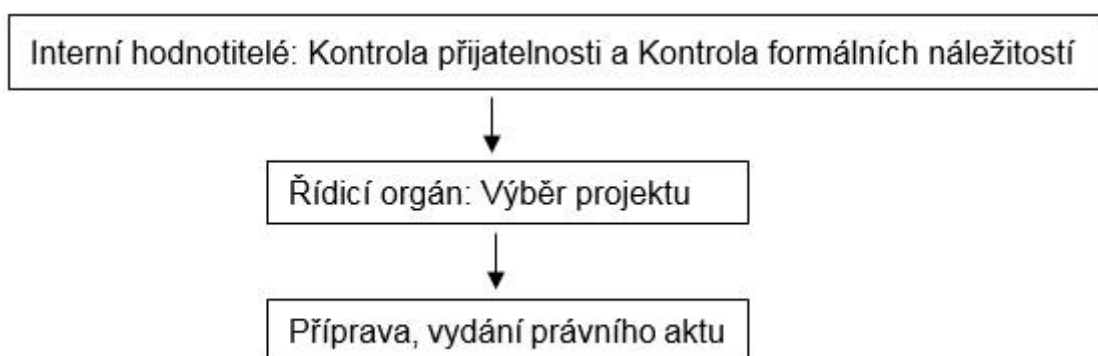 Interní hodnotitelé: Kontrola přijatelnosti a Kontrola formálních náležitostí
Řídicí orgán: Výběr projektu
Příprava, vydání právního aktu